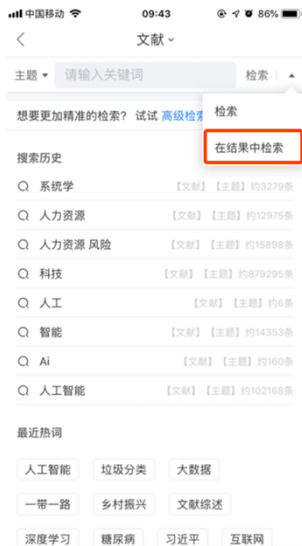 中国移动 09:43 86%
文献
主题 请输入关键词 检索
检索
想要更加精准的检索? 试试 高级检索
在结果中检索
搜索历史
系统学 【文献】【主题】约3279条
人力资源 【文献】【主题】约12975条
人力资源 风险 【文献】【主题】约15898条
科技 【文献】【主题】约879295条
人工 【文献】【主题】约6条
智能 【文献】【主题】约14353条
Ai 【文献】【主题】约160条
人工智能 【文献】【主题】约102168条
最近热词
人工智能 垃圾分类 大数据
一带一路 乡村振兴 文献综述
深度学习 糖尿病 习近平 互联网